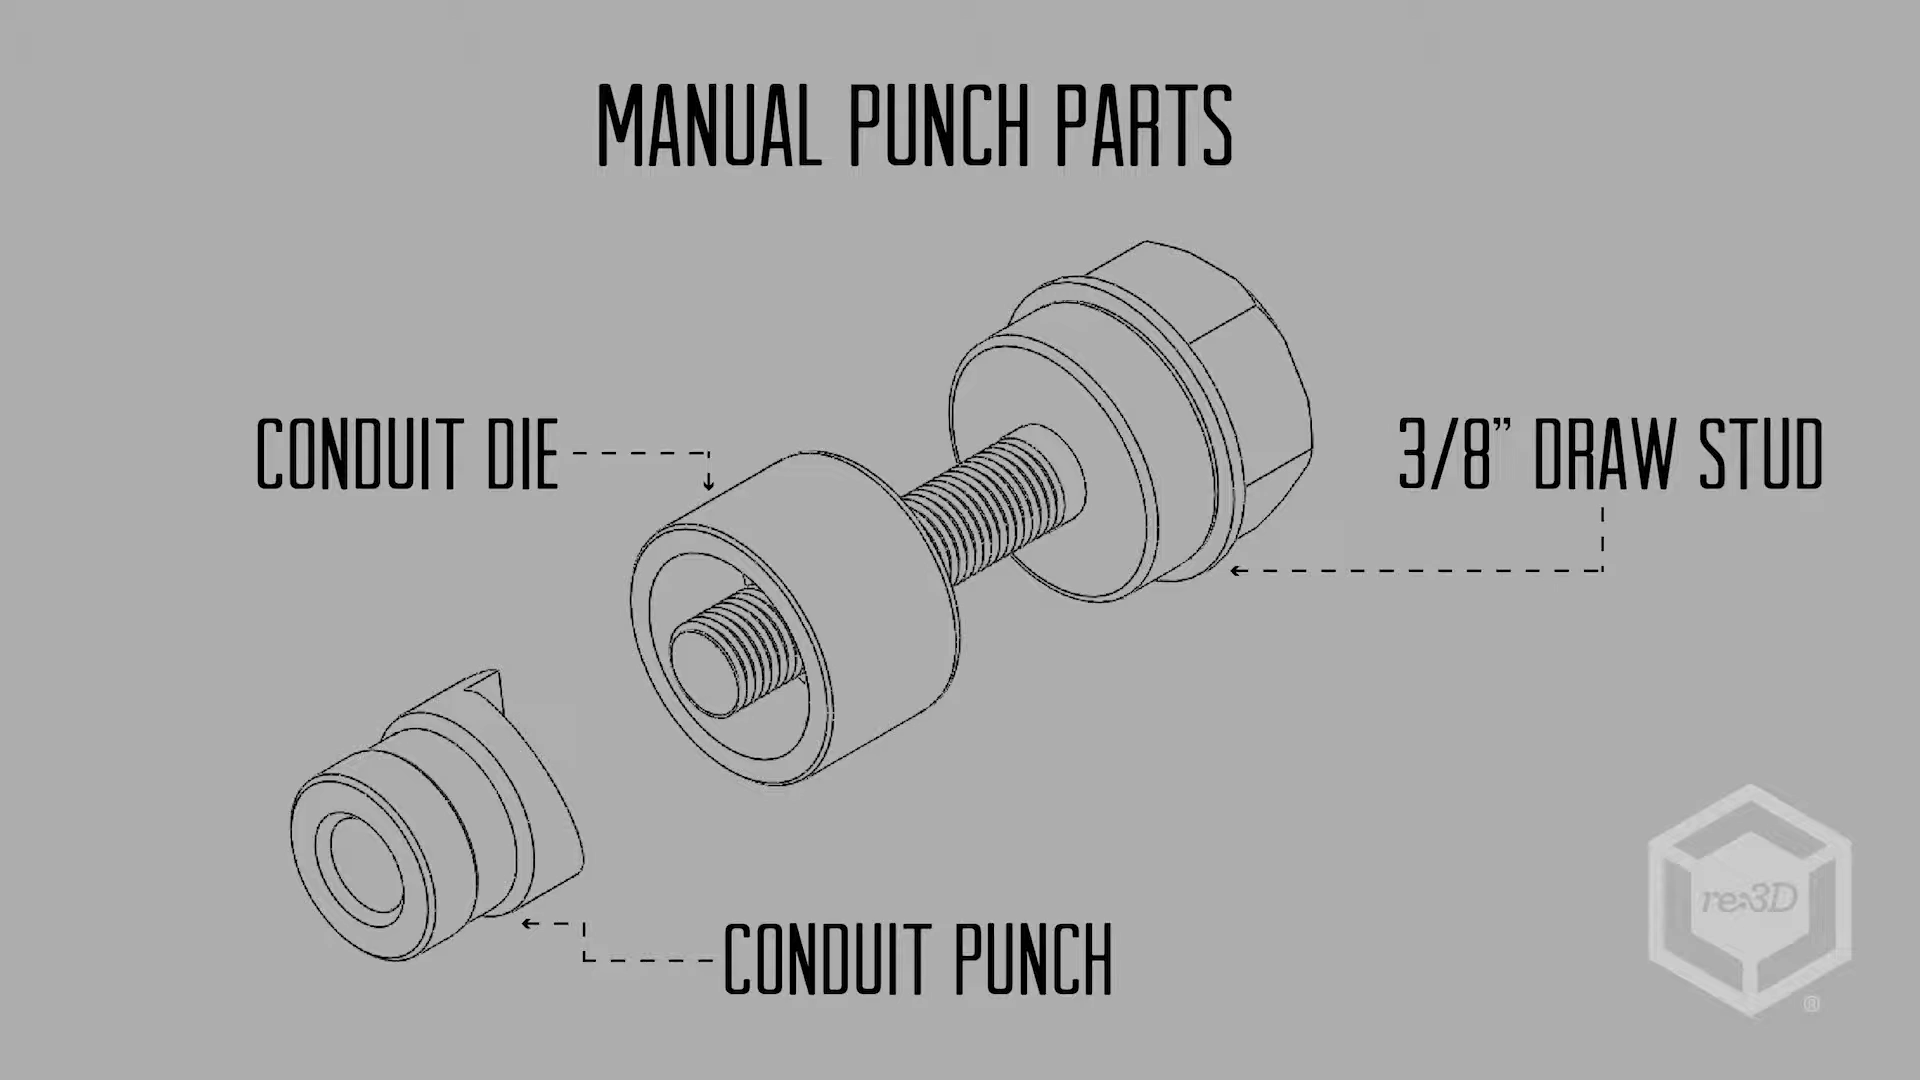 MANUAL PUNCH PARTS
CONDUIT DIE
3/8” DRAW STUD
CONDUIT PUNCH
re:3D
®